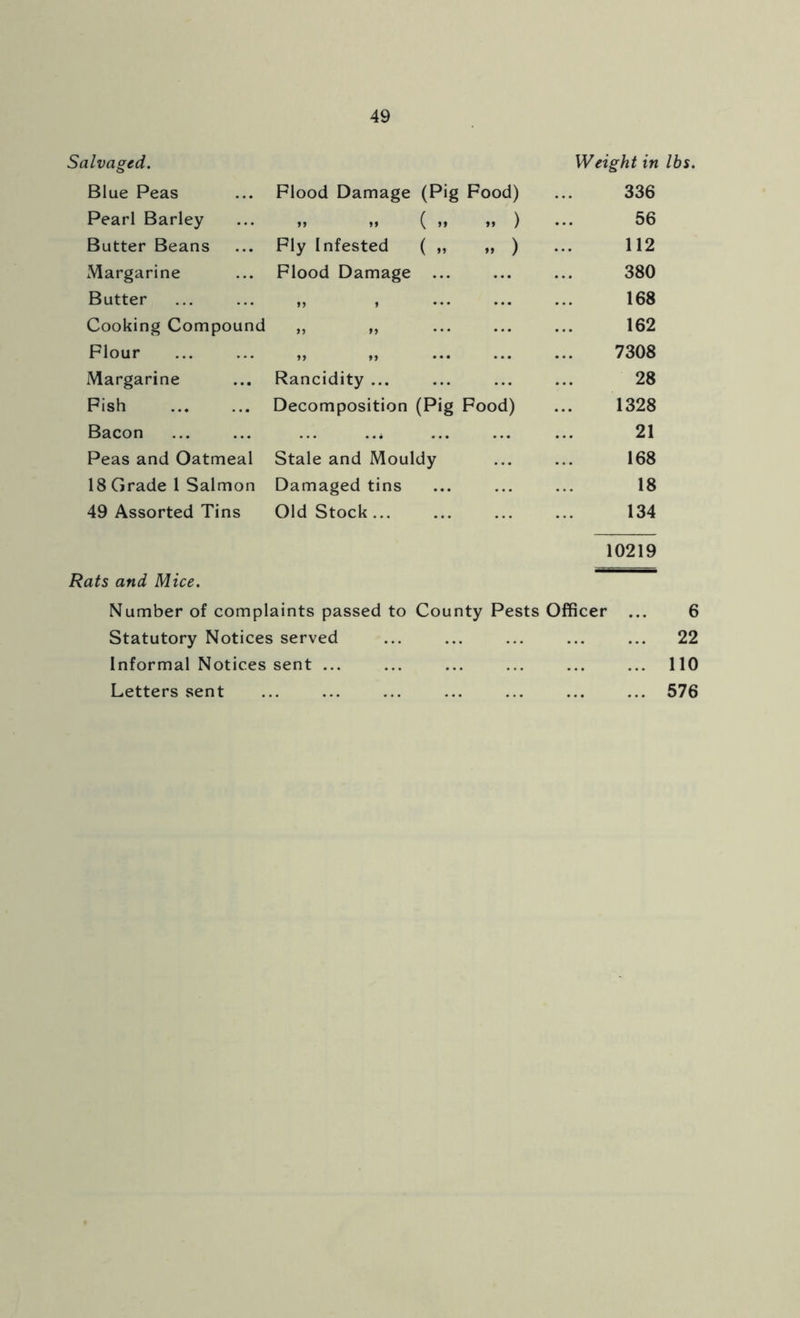 49
Salvaged. Weight in lbs.
Blue Peas ... Flood Damage (Pig Food) ... 336
Pearl Barley ... „ „ ( „ „ ) ... 56
Butter Beans ... Fly Infested ( „ „ ) ... 112
Margarine ... Flood Damage ... ... ... 380
Butter ... ... „ , ... ... ... 168
Cooking Compound „ „ ... ... ... 162
Flour ... ... „ „ ... ... ... 7308
Margarine ... Rancidity ... ... ... ... 28
Fish ... ... Decomposition (Pig Food) ... 1328
Bacon ... ... ... ... ... ... ... 21
Peas and Oatmeal Stale and Mouldy ... ... 168
18 Grade 1 Salmon Damaged tins ... ... ... 18
49 Assorted Tins Old Stock ... ... ... ... 134
10219
Rats and Mice.
Number of complaints passed to County Pests Officer ... 6
Statutory Notices served ... ... ... ... ... 22
Informal Notices sent ... ... ... ... ... ... 110
Letters sent ... ... ... ... ... ... ... 576